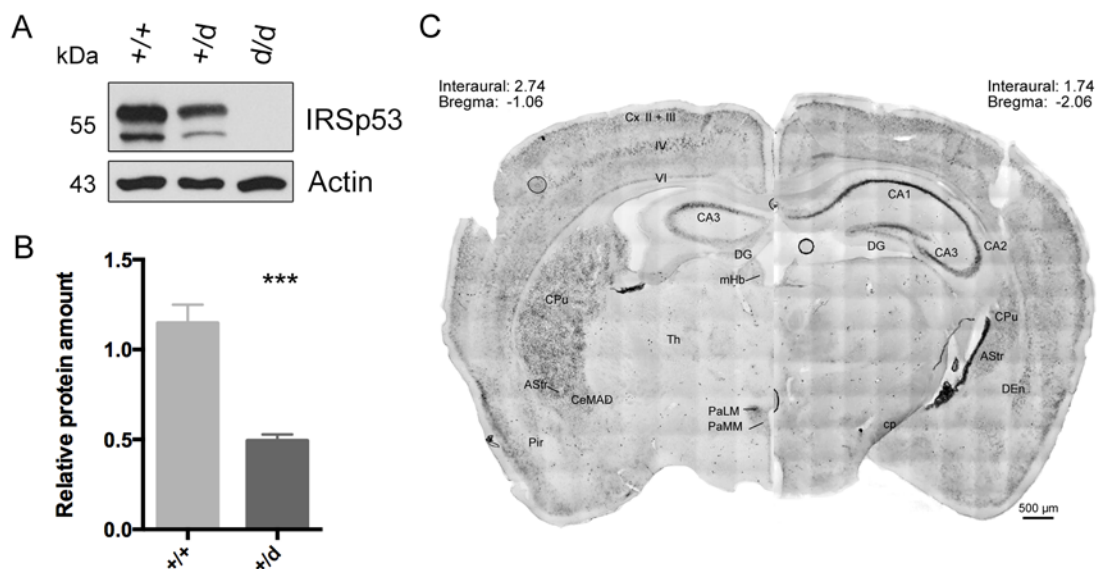 A
kDa
+/+
+/d
d/d
55
IRSp53
43
Actin
B
Relative protein amount
1.5
1.0
0.5
0.0
***
+/+
+/d
C
Interaural: 2.74
Bregma: -1.06
Interaural: 1.74
Bregma: -2.06
Cx II + III
IV
VI
CA3
DG
mHb
CPu
Th
AStr
CeMAD
PaLM
PaMM
Pir
CA1
CA2
DG
CA3
CPu
AStr
DEn
cp
500 µm